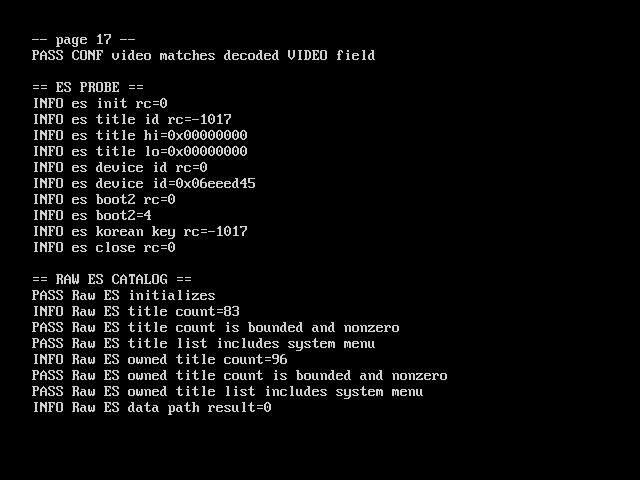 -- page 17 --
PASS CONF video matches decoded VIDEO field
== ES PROBE ==
INFO es init rc=0
INFO es title id rc=-1017
INFO es title hi=0x00000000
INFO es title lo=0x00000000
INFO es device id rc=0
INFO es device id=0x06eeed45
INFO es boot2 rc=0
INFO es boot2=4
INFO es korean key rc=-1017
INFO es close rc=0
== RAW ES CATALOG ==
PASS Raw ES initializes
INFO Raw ES title count=83
PASS Raw ES title count is bounded and nonzero
PASS Raw ES title list includes system menu
INFO Raw ES owned title count=96
PASS Raw ES owned title count is bounded and nonzero
PASS Raw ES owned title list includes system menu
INFO Raw ES data path result=0